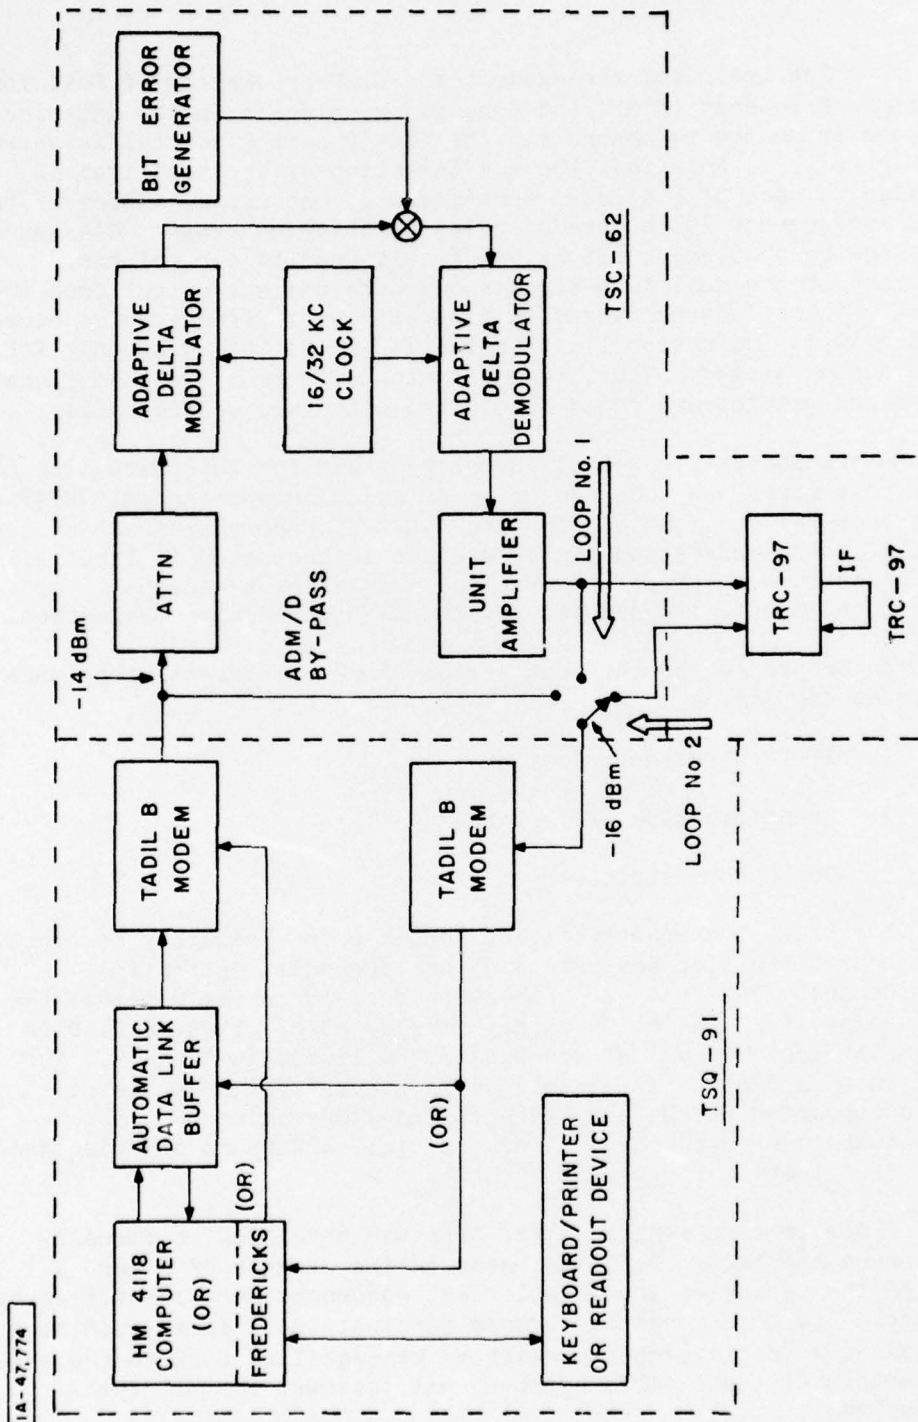 IA-47,774
HM 4118
COMPUTER
(OR)
FREDERICKS
(OR)
AUTOMATIC
DATA LINK
BUFFER
TADIL B
MODEM
-14 dBm
ATTN
ADAPTIVE
DELTA
MODULATOR
BIT ERROR
GENERATOR
16/32 KC
CLOCK
ADM/D
BY-PASS
KEYBOARD/PRINTER
OR READOUT DEVICE
(OR)
TADIL B
MODEM
UNIT
AMPLIFIER
ADAPTIVE
DELTA
DEMODULATOR
-16 dBm
LOOP No. 1
LOOP No 2
TSQ-91
TSC-62
TRC-97
IF
TRC-97